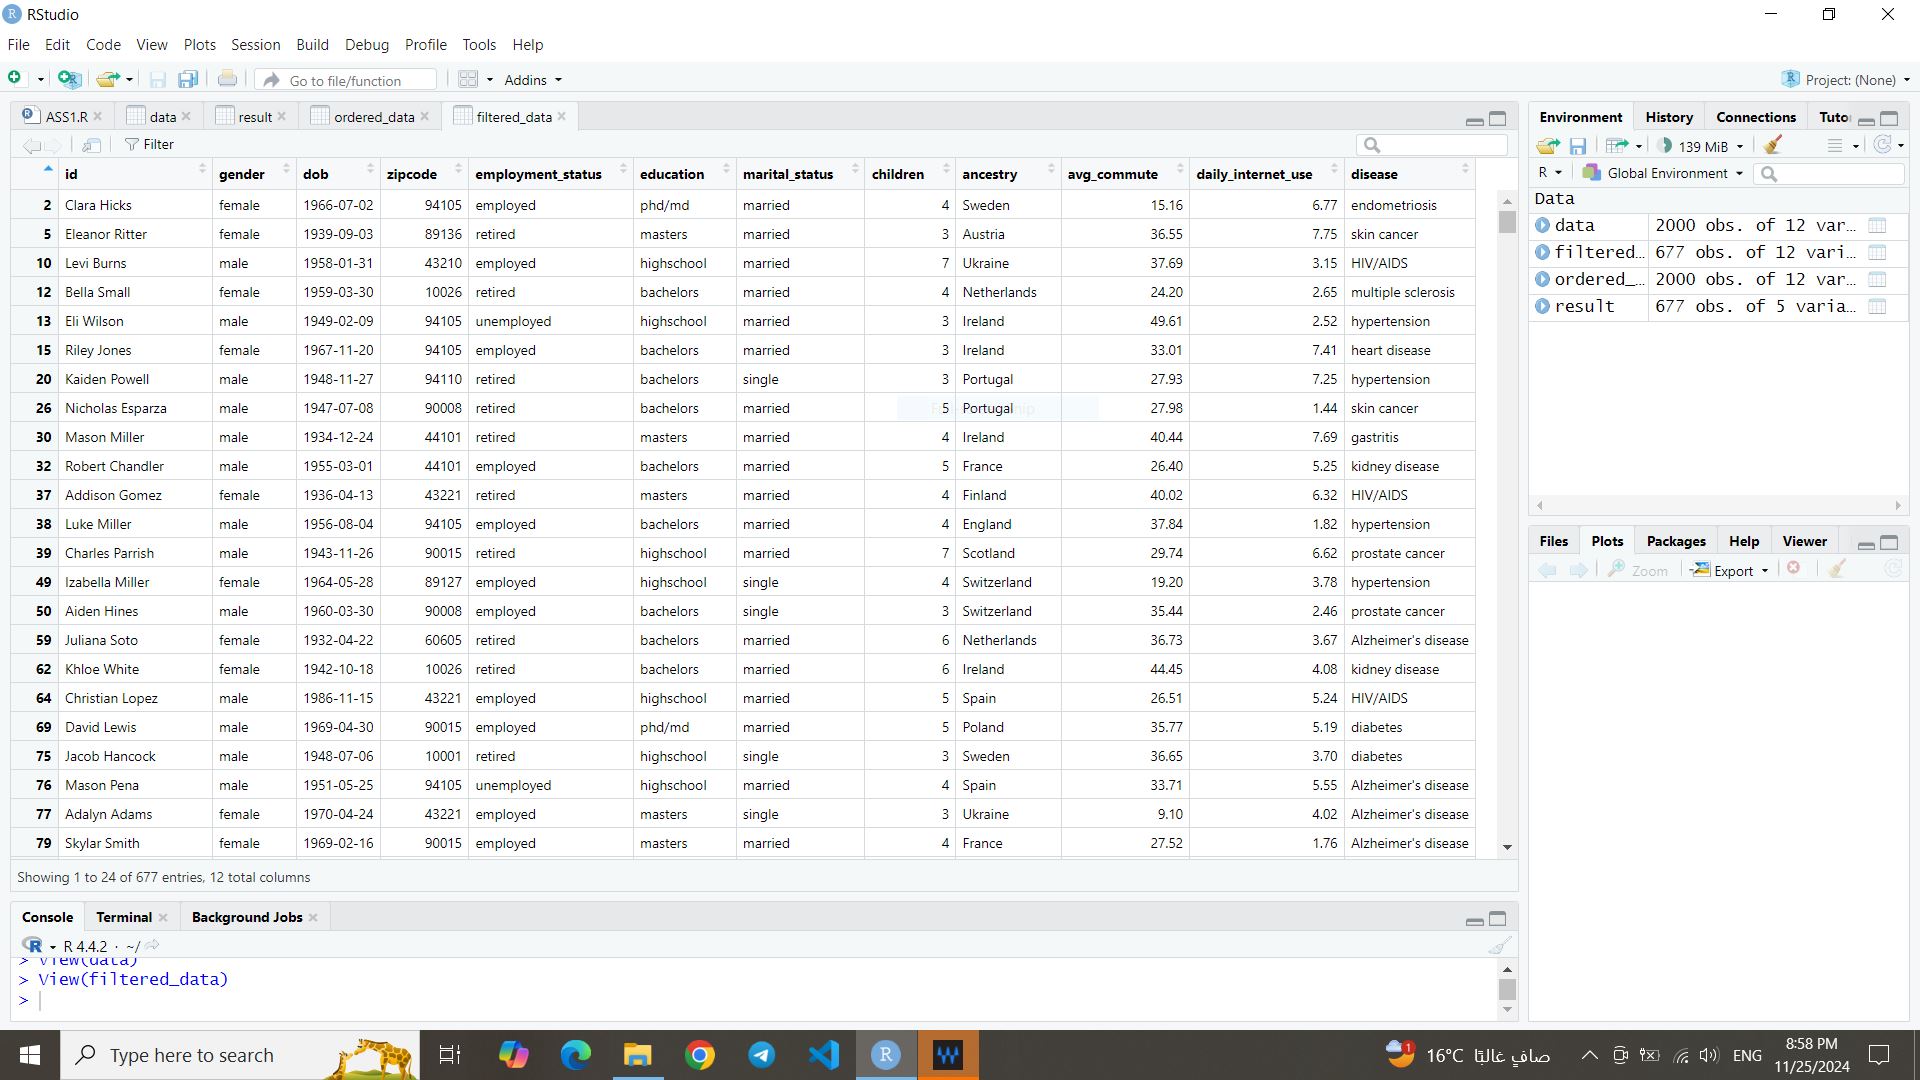 RStudio
File Edit Code View Plots Session Build Debug Profile Tools Help
Go to file/function Addins Project: (None)
ASS1.R data result ordered_data filtered_data
Filter
id gender dob zipcode employment_status education marital_status children ancestry avg_commute daily_internet_use disease
2 Clara Hicks female 1966-07-02 94105 employed phd/md married 4 Sweden 15.16 6.77 endometriosis
5 Eleanor Ritter female 1939-09-03 89136 retired masters married 3 Austria 36.55 7.75 skin cancer
10 Levi Burns male 1958-01-31 43210 employed highschool married 7 Ukraine 37.69 3.15 HIV/AIDS
12 Bella Small female 1959-03-30 10026 retired bachelors married 4 Netherlands 24.20 2.65 multiple sclerosis
13 Eli Wilson male 1949-02-09 94105 unemployed highschool married 3 Ireland 49.61 2.52 hypertension
15 Riley Jones female 1967-11-20 94105 employed bachelors married 3 Ireland 33.01 7.41 heart disease
20 Kaiden Powell male 1948-11-27 94110 retired bachelors single 3 Portugal 27.93 7.25 hypertension
26 Nicholas Esparza male 1947-07-08 90008 retired bachelors married 5 Portugal 27.98 1.44 skin cancer
30 Mason Miller male 1934-12-24 44101 retired masters married 4 Ireland 40.44 7.69 gastritis
32 Robert Chandler male 1955-03-01 44101 employed bachelors married 5 France 26.40 5.25 kidney disease
37 Addison Gomez female 1936-04-13 43221 retired masters married 4 Finland 40.02 6.32 HIV/AIDS
38 Luke Miller male 1956-08-04 94105 employed bachelors married 4 England 37.84 1.82 hypertension
39 Charles Parrish male 1943-11-26 90015 retired highschool married 7 Scotland 29.74 6.62 prostate cancer
49 Izabella Miller female 1964-05-28 89127 employed highschool single 4 Switzerland 19.20 3.78 hypertension
50 Aiden Hines male 1960-03-30 90008 employed bachelors single 3 Switzerland 35.44 2.46 prostate cancer
59 Juliana Soto female 1932-04-22 60605 retired bachelors married 6 Netherlands 36.73 3.67 Alzheimer's disease
62 Khloe White female 1942-10-18 10026 retired bachelors married 6 Ireland 44.45 4.08 kidney disease
64 Christian Lopez male 1986-11-15 43221 employed highschool married 5 Spain 26.51 5.24 HIV/AIDS
69 David Lewis male 1969-04-30 90015 employed phd/md married 5 Poland 35.77 5.19 diabetes
75 Jacob Hancock male 1948-07-06 10001 retired highschool single 3 Sweden 36.65 3.70 diabetes
76 Mason Pena male 1951-05-25 94105 unemployed highschool married 4 Spain 33.71 5.55 Alzheimer's disease
77 Adalyn Adams female 1970-04-24 43221 employed masters single 3 Ukraine 9.10 4.02 Alzheimer's disease
79 Skylar Smith female 1969-02-16 90015 employed masters married 4 France 27.52 1.76 Alzheimer's disease
Showing 1 to 24 of 677 entries, 12 total columns
Console Terminal Background Jobs
R 4.4.2 · ~/
> View(data)
> View(filtered_data)
>
Environment History Connections Tuto
139 MiB
R Global Environment
Data
data 2000 obs. of 12 var…
filtered… 677 obs. of 12 vari…
ordered_… 2000 obs. of 12 var…
result 677 obs. of 5 varia…
Files Plots Packages Help Viewer
Zoom Export
Type here to search
1 16°C صافٍ غالبًا ENG
8:58 PM
11/25/2024